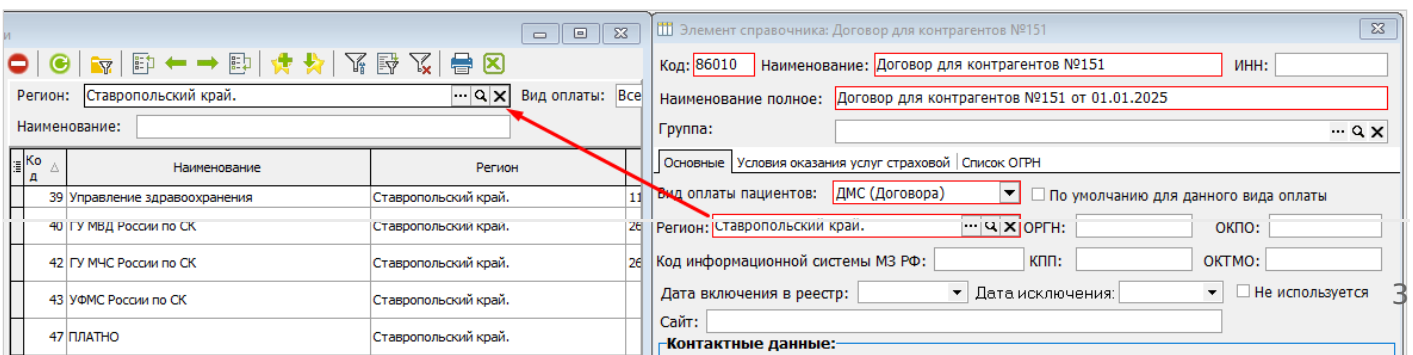 и
Регион: Ставропольский край. ... Вид оплаты: Все
Наименование:
Ко
д Наименование Регион
39 Управление здравоохранения Ставропольский край. 11
40 ГУ МВД России по СК Ставропольский край. 26
42 ГУ МЧС России по СК Ставропольский край. 26
43 УФМС России по СК Ставропольский край.
47 ПЛАТНО Ставропольский край.
Элемент справочника: Договор для контрагентов №151
Код: 86010 Наименование: Договор для контрагентов №151 ИНН:
Наименование полное: Договор для контрагентов №151 от 01.01.2025
Группа: ...
Основные Условия оказания услуг страховой Список ОГРН
Вид оплаты пациентов: ДМС (Договора) По умолчанию для данного вида оплаты
Регион: Ставропольский край. ... ОРГН: ОКПО:
Код информационной системы МЗ РФ: КПП: ОКТМО:
Дата включения в реестр: Дата исключения: Не используется
3
Сайт:
Контактные данные: